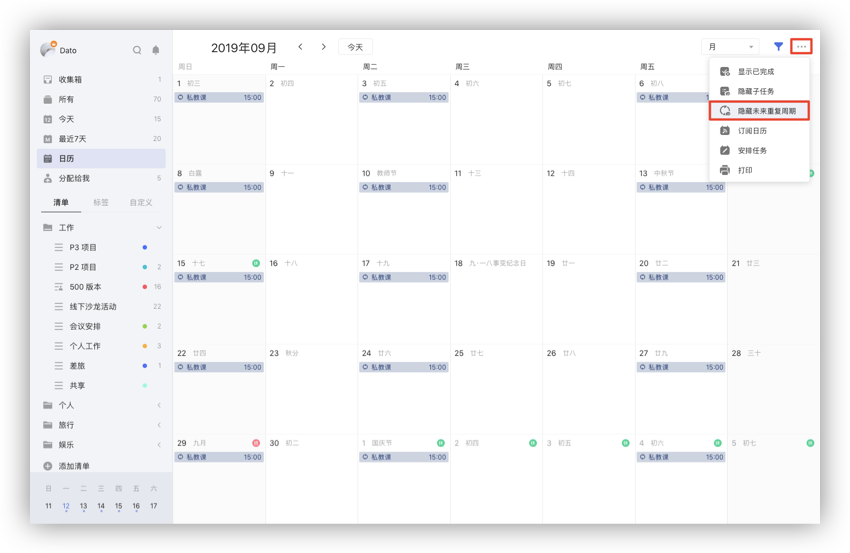 Dato
收集箱 1
所有 70
今天 15
最近7天 20
日历
分配给我 5
清单 标签 自定义
工作
P3 项目
P2 项目 2
500 版本 16
线下沙龙活动 22
会议安排 2
个人工作 3
差旅 1
共享
个人
旅行
娱乐
添加清单
日 一 二 三 四 五 六
11 12 13 14 15 16 17
2019年09月 今天 月
周日 周一 周二 周三 周四 周五
1 初三 2 初四 3 初五 4 初六 5 初七 6 初八
私教课 15:00 私教课 15:00 私教课 15:00
显示已完成
隐藏子任务
隐藏未来重复周期
订阅日历
安排任务
打印
8 白露 9 十一 10 教师节 11 十三 12 十四 13 中秋节
私教课 15:00 私教课 15:00 私教课 15:00
15 十七 休 16 十八 17 十九 18 九·一八事变纪念日 19 廿一 20 廿二 21 廿三
私教课 15:00 私教课 15:00 私教课 15:00
22 廿四 23 秋分 24 廿六 25 廿七 26 廿八 27 廿九 28 三十
私教课 15:00 私教课 15:00 私教课 15:00
29 九月 班 30 初二 1 国庆节 休 2 初四 休 3 初五 休 4 初六 休 5 初七 休
私教课 15:00 私教课 15:00 私教课 15:00